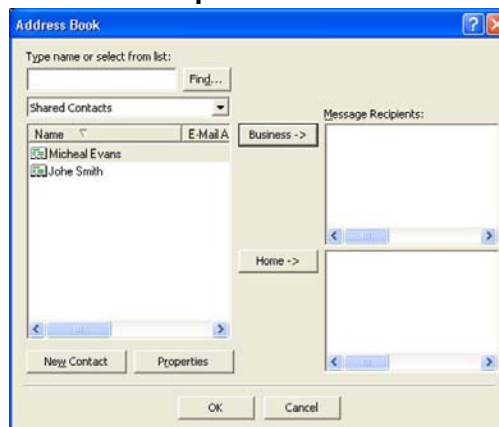 Address Book
Type name or select from list:
Find...
Shared Contacts
Message Recipients:
Name E-Mail A
Business ->
Micheal Evans
Johe Smith
Home ->
New Contact Properties
OK Cancel